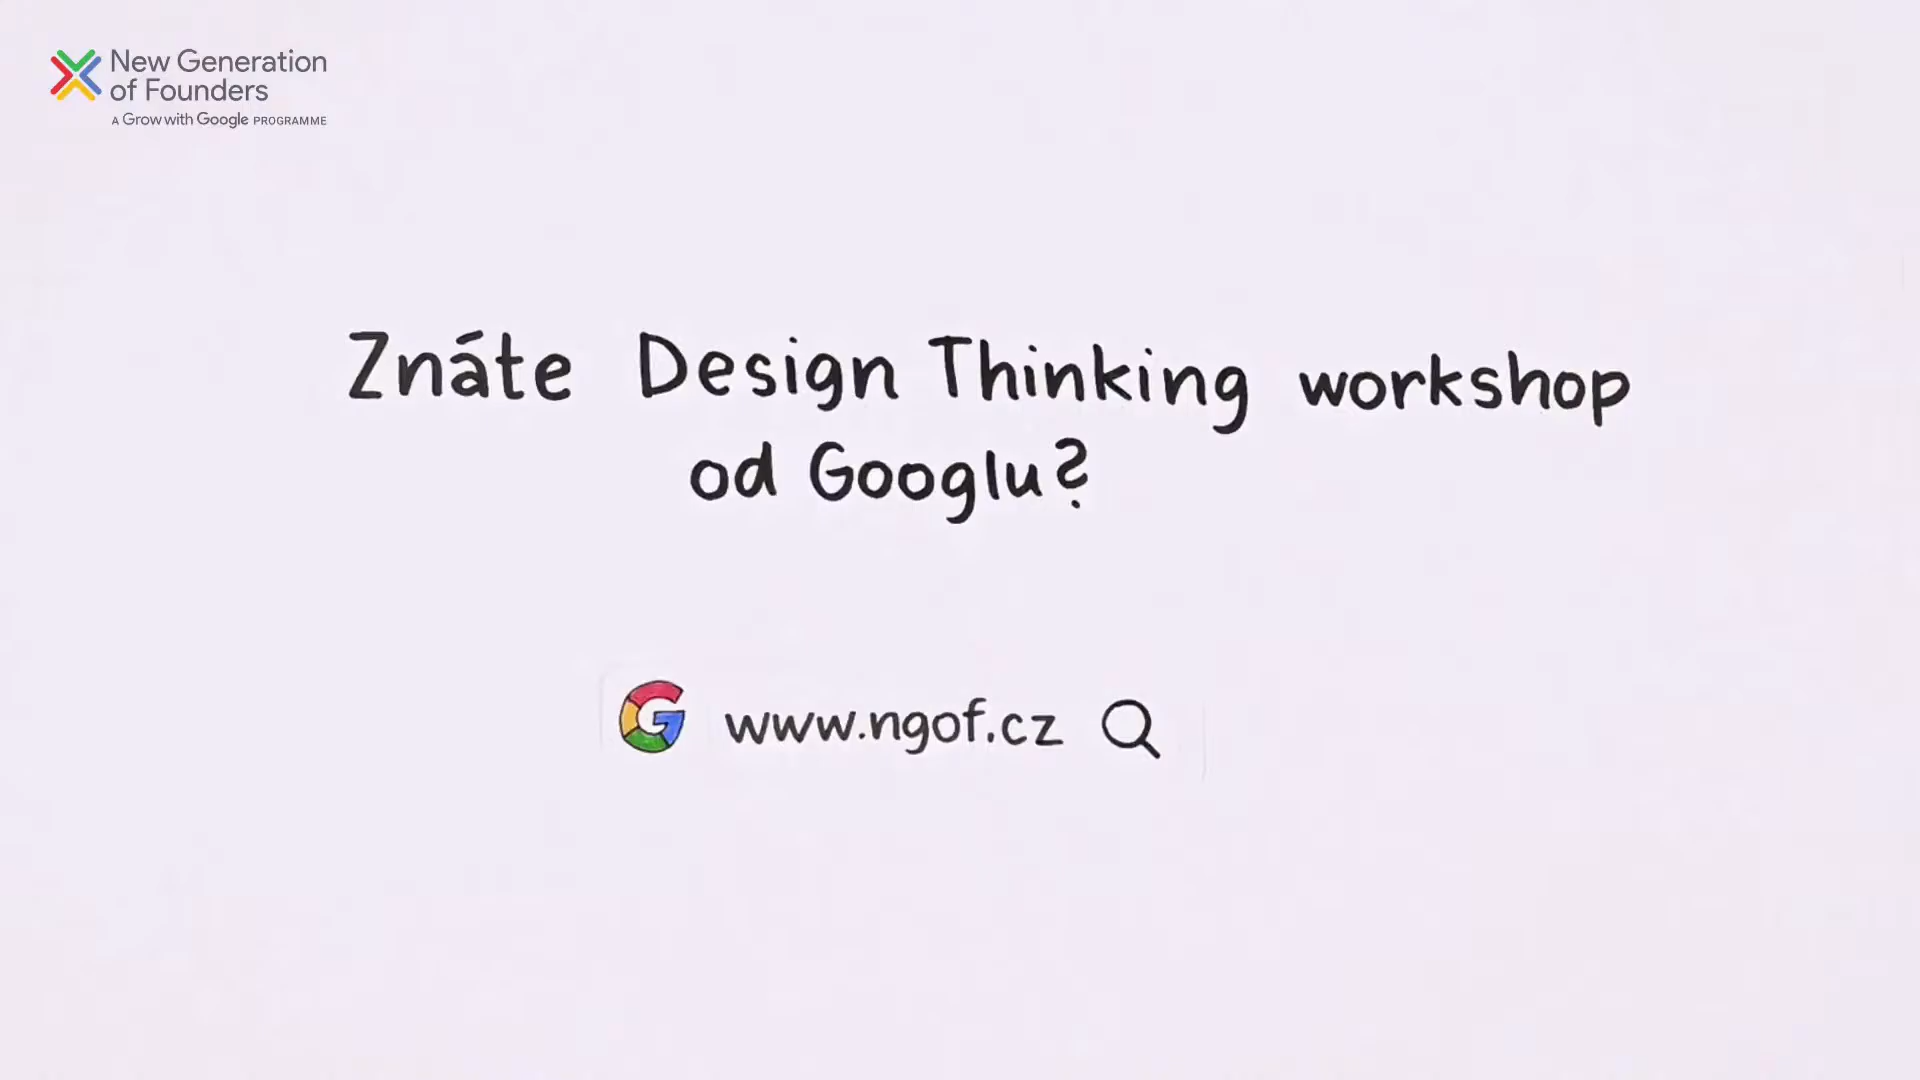 New Generation
of Founders
A Grow with Google PROGRAMME
Znáte Design Thinking workshop
od Googlu?
www.ngof.cz